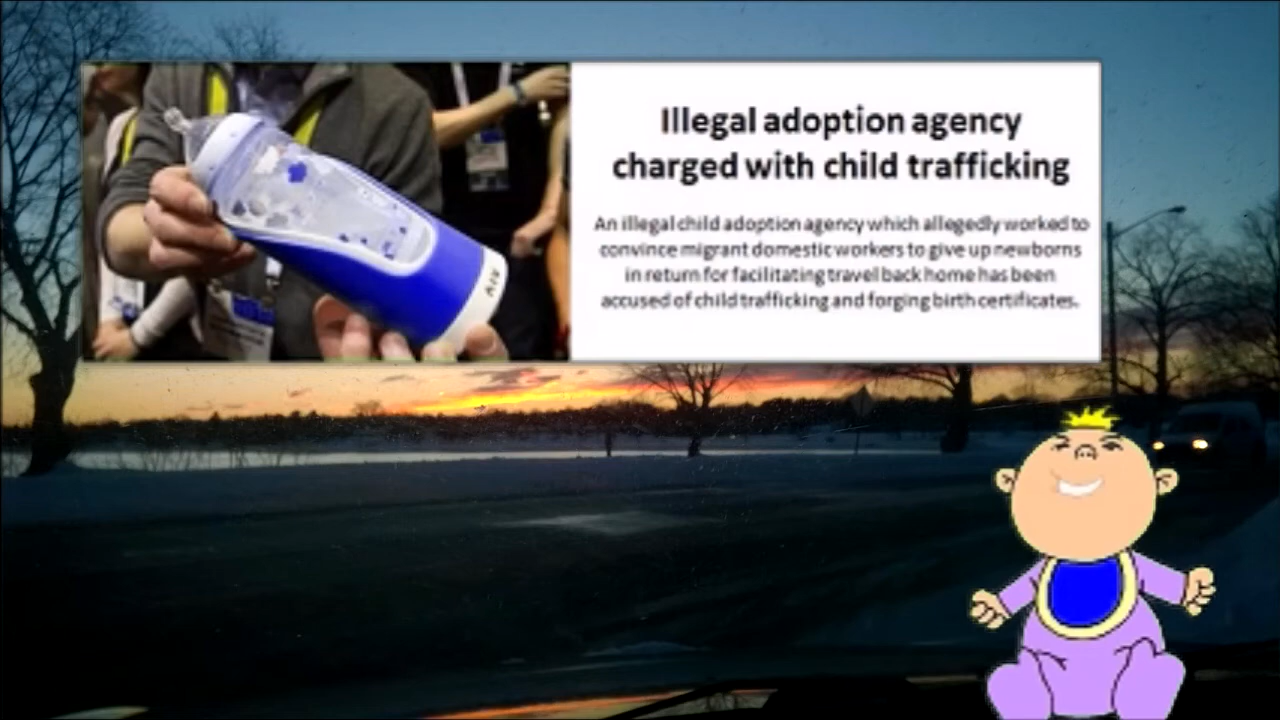 Illegal adoption agency
charged with child trafficking
An illegal child adoption agency which allegedly worked to
convince migrant domestic workers to give up newborns
in return for facilitating travel back home has been
accused of child trafficking and forging birth certificates.